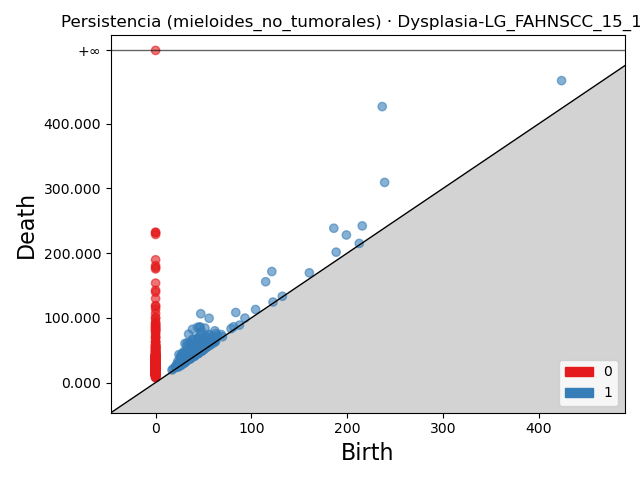 Persistencia (mieloides_no_tumorales) · Dysplasia-LG_FAHNSCC_15_1
+∞
400.000
300.000
200.000
100.000
0.000
Death
0
1
0 100 200 300 400
Birth